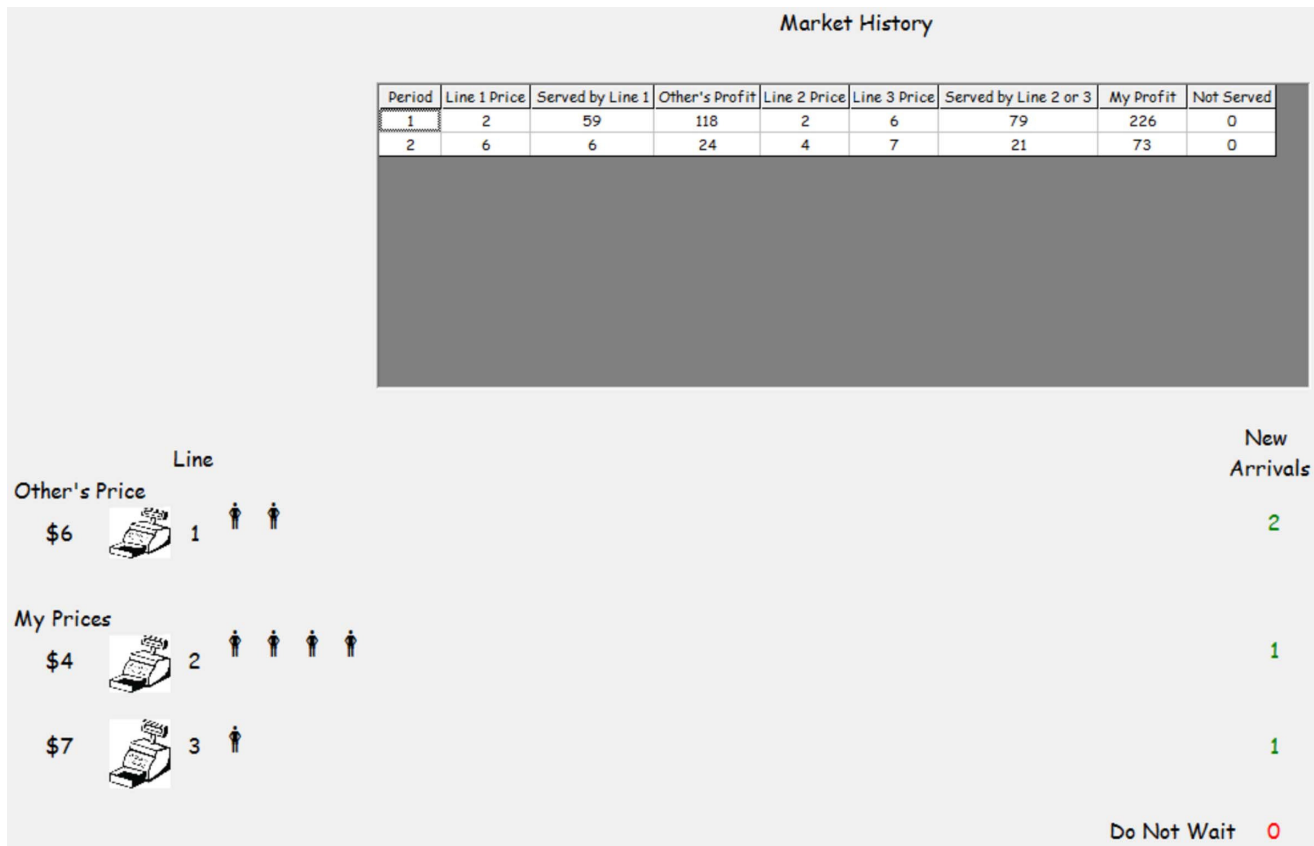 Market History
Period Line 1 Price Served by Line 1 Other's Profit Line 2 Price Line 3 Price Served by Line 2 or 3 My Profit Not Served
1 2 59 118 2 6 79 226 0
2 6 6 24 4 7 21 73 0
New
Arrivals
Line
Other's Price
$6 1 2
My Prices
$4 2 1
$7 3 1
Do Not Wait 0